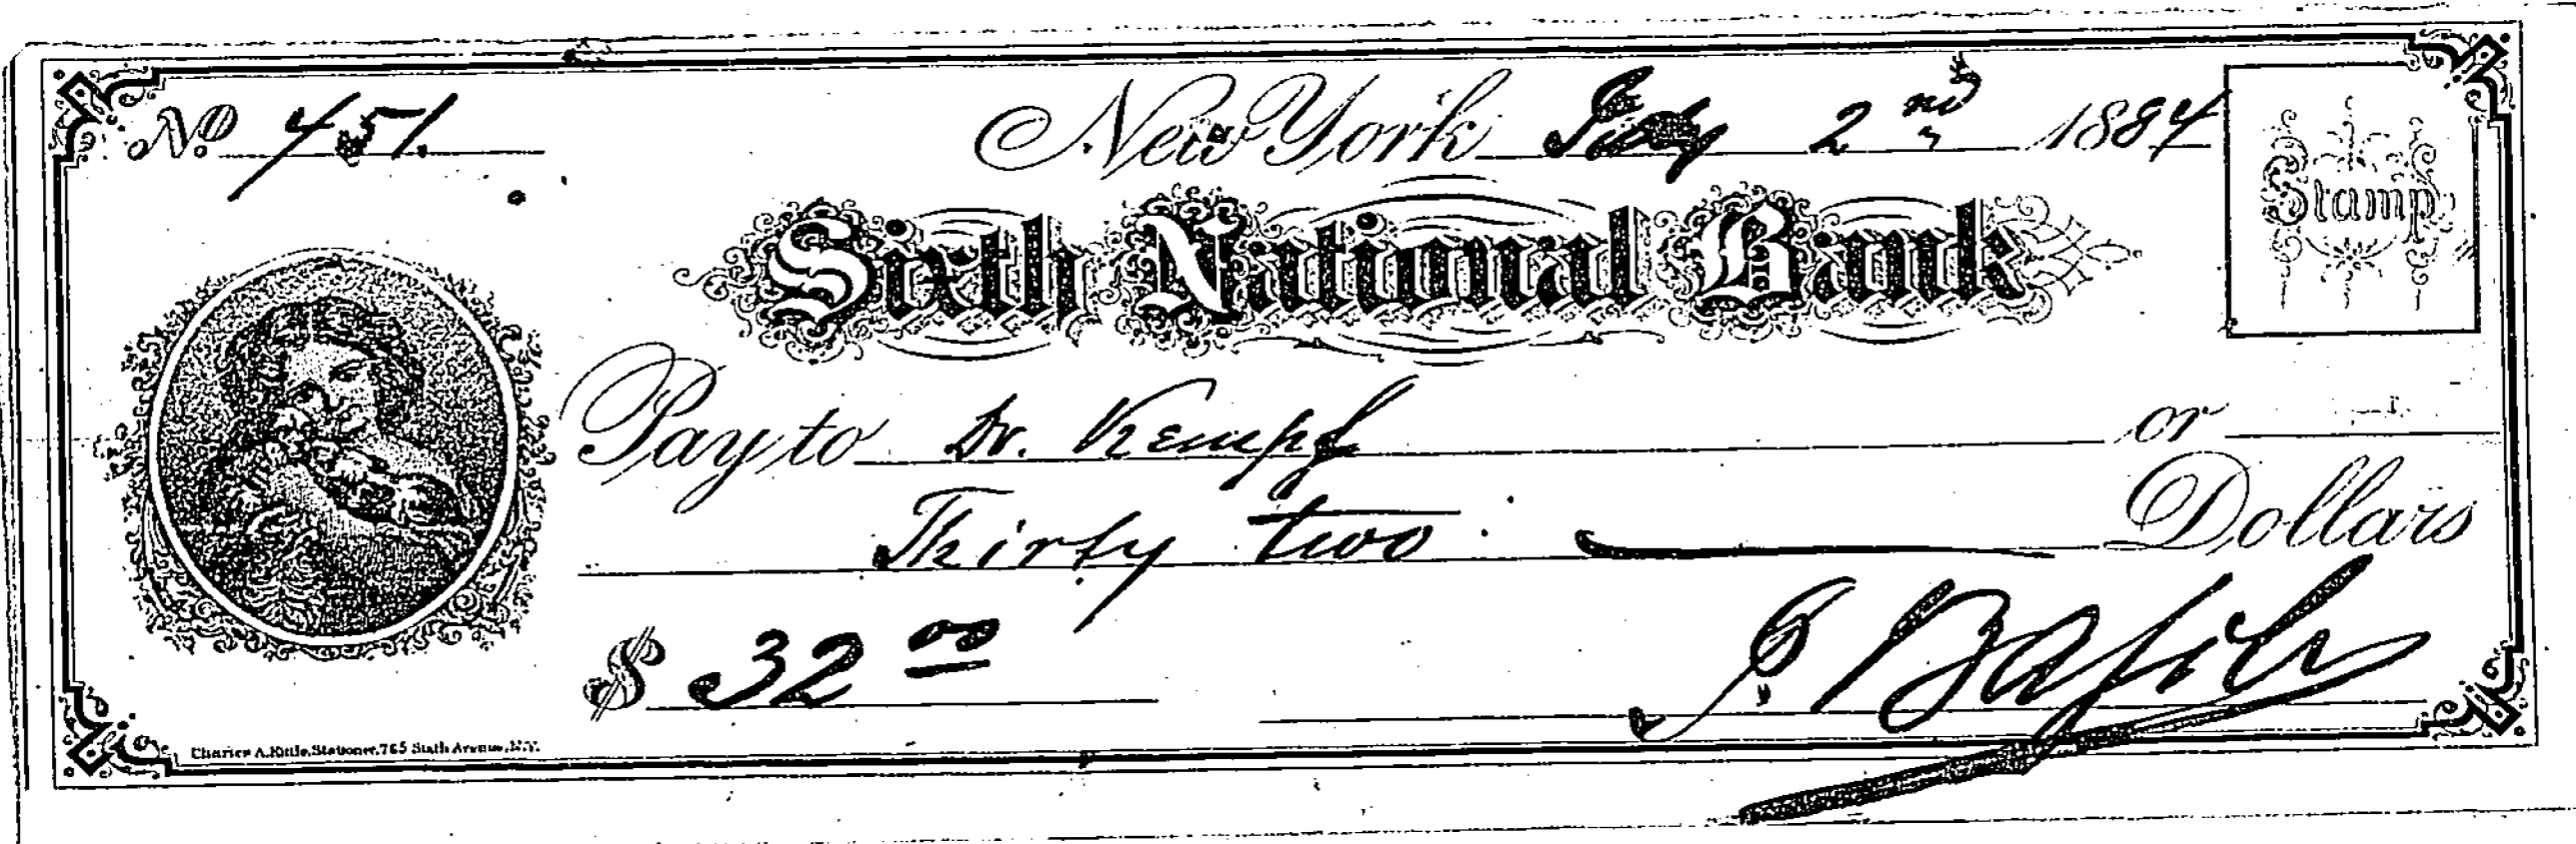 No 451.
New York July 2nd 1884
Stamp
Sixth National Bank
Pay to Dr. Kempf or
Thirty two Dollars
$ 32 00
Charles A. Kittle, Stationer, 765 Sixth Avenue, N.Y.